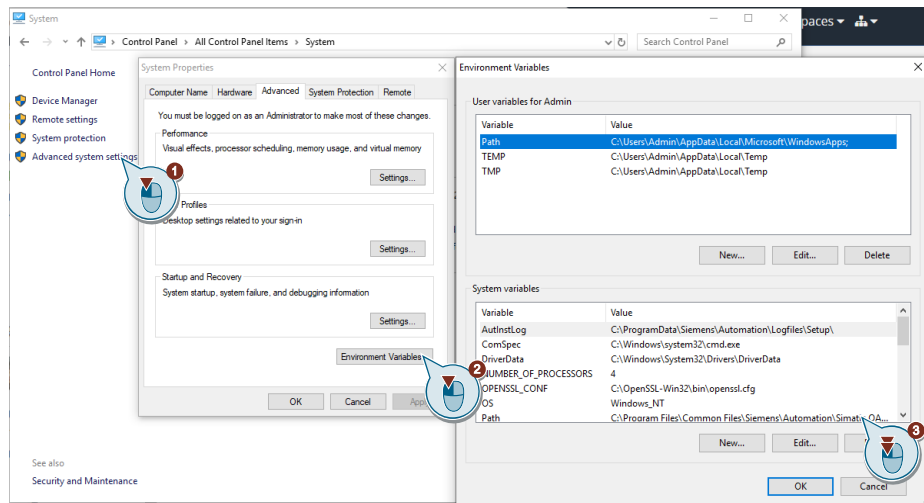 System
paces
Control Panel > All Control Panel Items > System
Search Control Panel
Control Panel Home
Device Manager
Remote settings
System protection
Advanced system settings
See also
Security and Maintenance
System Properties
Computer Name Hardware Advanced System Protection Remote
You must be logged on as an Administrator to make most of these changes.
Performance
Visual effects, processor scheduling, memory usage, and virtual memory
Settings...
Profiles
Desktop settings related to your sign-in
Settings...
Startup and Recovery
System startup, system failure, and debugging information
Settings...
Environment Variables
OK Cancel
1
2
3
Environment Variables
User variables for Admin
Variable Value
Path C:\Users\Admin\AppData\Local\Microsoft\WindowsApps;
TEMP C:\Users\Admin\AppData\Local\Temp
TMP C:\Users\Admin\AppData\Local\Temp
New... Edit... Delete
System variables
Variable Value
AutInstLog C:\ProgramData\Siemens\Automation\Logfiles\Setup\
ComSpec C:\Windows\system32\cmd.exe
DriverData C:\Windows\System32\Drivers\DriverData
NUMBER_OF_PROCESSORS 4
OPENSSL_CONF C:\OpenSSL-Win32\bin\openssl.cfg
OS Windows_NT
Path C:\Program Files\Common Files\Siemens\Automation\Simatic OA...
New... Edit...
OK Cancel